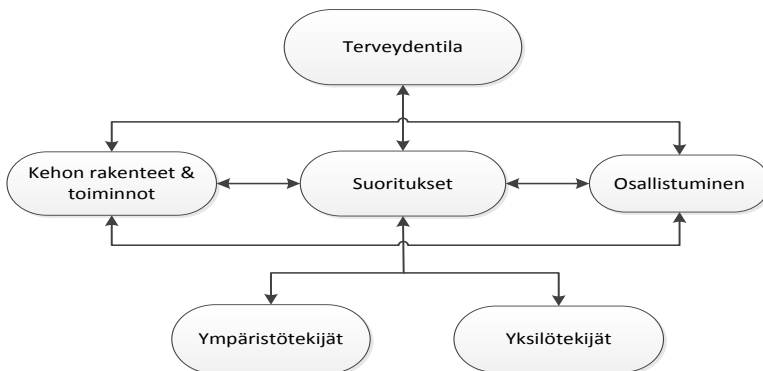 Terveydentila
Kehon rakenteet &
toiminnot
Suoritukset
Osallistuminen
Ympäristötekijät
Yksilötekijät